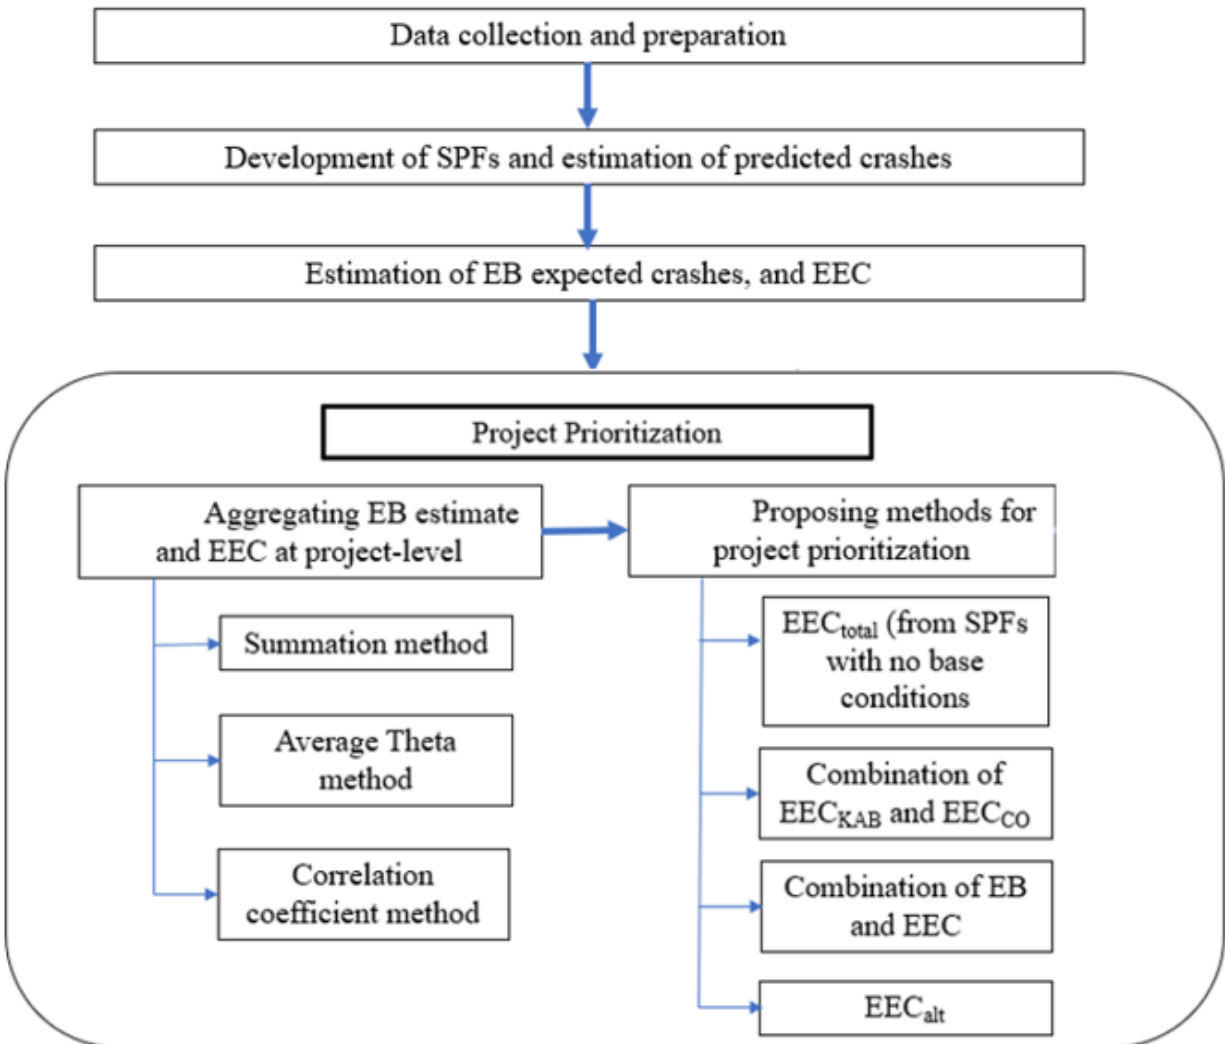 Data collection and preparation
Development of SPFs and estimation of predicted crashes
Estimation of EB expected crashes, and EEC
Project Prioritization
Aggregating EB estimate
and EEC at project-level
Summation method
Average Theta
method
Correlation
coefficient method
Proposing methods for
project prioritization
EECtotal (from SPFs
with no base
conditions
Combination of
EECKAB and EECCO
Combination of EB
and EEC
EECalt